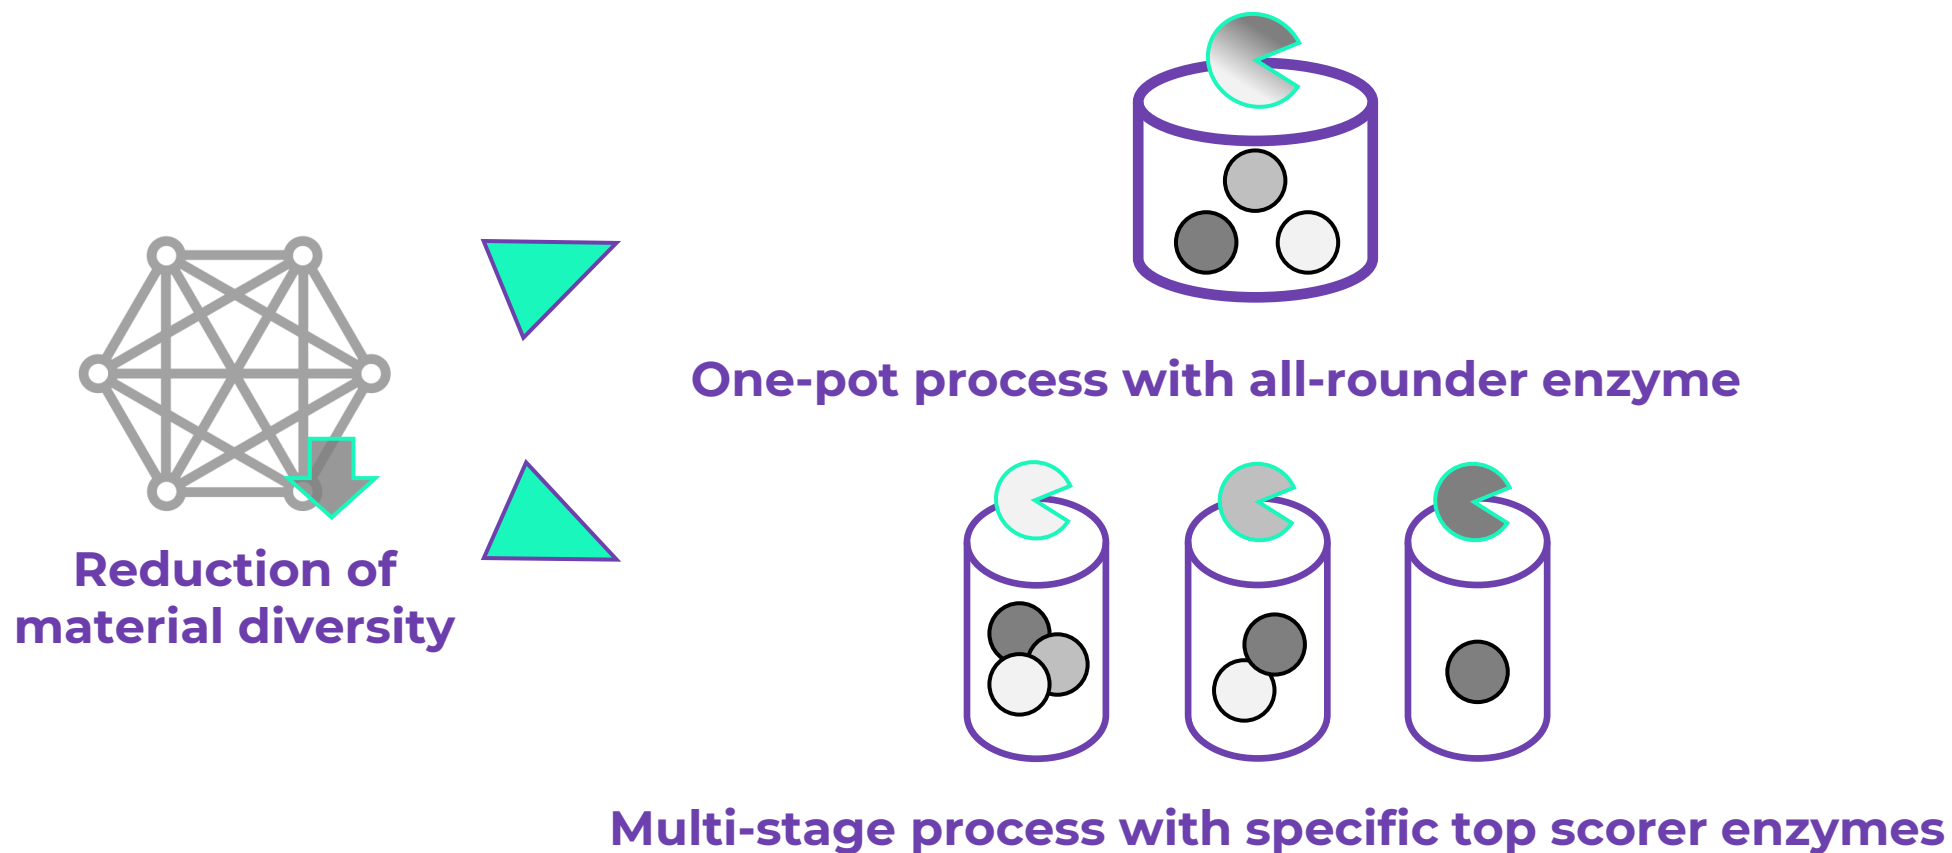 Reduction of
material diversity
One-pot process with all-rounder enzyme
Multi-stage process with specific top scorer enzymes